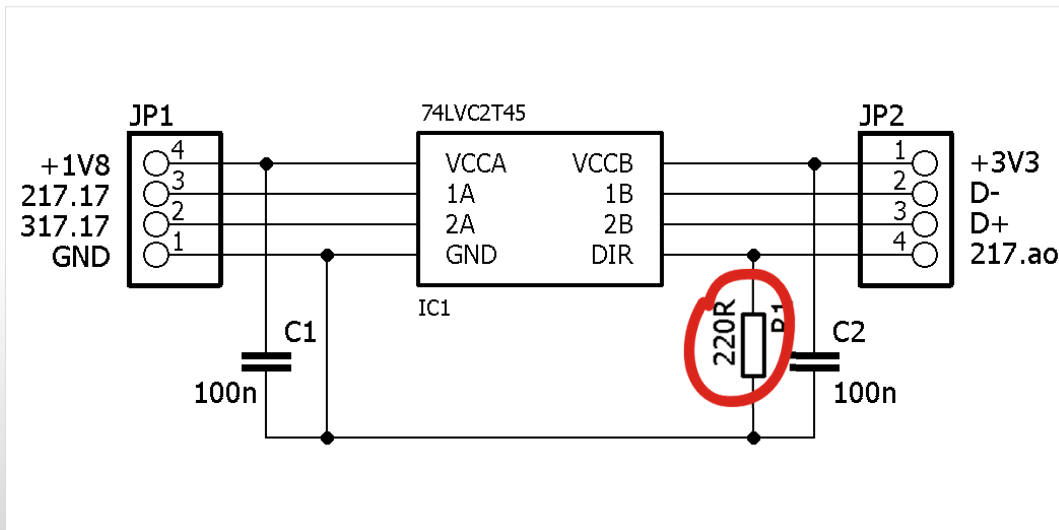 JP1
+1V8
217.17
317.17
GND
4
3
2
1
C1
100n
74LVC2T45
VCCA
1A
2A
GND
VCCB
1B
2B
DIR
IC1
220R
C2
100n
JP2
1
2
3
4
+3V3
D-
D+
217.ao